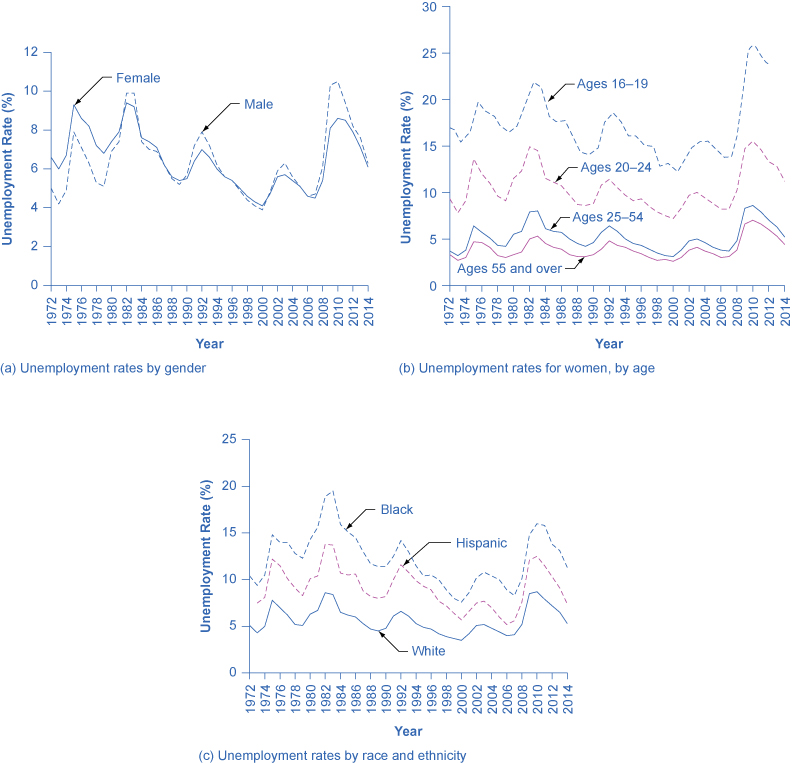 12
10
8
6
4
2
0
Unemployment Rate (%)
Female
Male
1972 1974 1976 1978 1980 1982 1984 1986 1988 1990 1992 1994 1996 1998 2000 2002 2004 2006 2008 2010 2012 2014
Year
(a) Unemployment rates by gender
30
25
20
15
10
5
0
Unemployment Rate (%)
Ages 16–19
Ages 20–24
Ages 25–54
Ages 55 and over
1972 1974 1976 1978 1980 1982 1984 1986 1988 1990 1992 1994 1996 1998 2000 2002 2004 2006 2008 2010 2012 2014
Year
(b) Unemployment rates for women, by age
25
20
15
10
5
0
Unemployment Rate (%)
Black
Hispanic
White
1972 1974 1976 1978 1980 1982 1984 1986 1988 1990 1992 1994 1996 1998 2000 2002 2004 2006 2008 2010 2012 2014
Year
(c) Unemployment rates by race and ethnicity